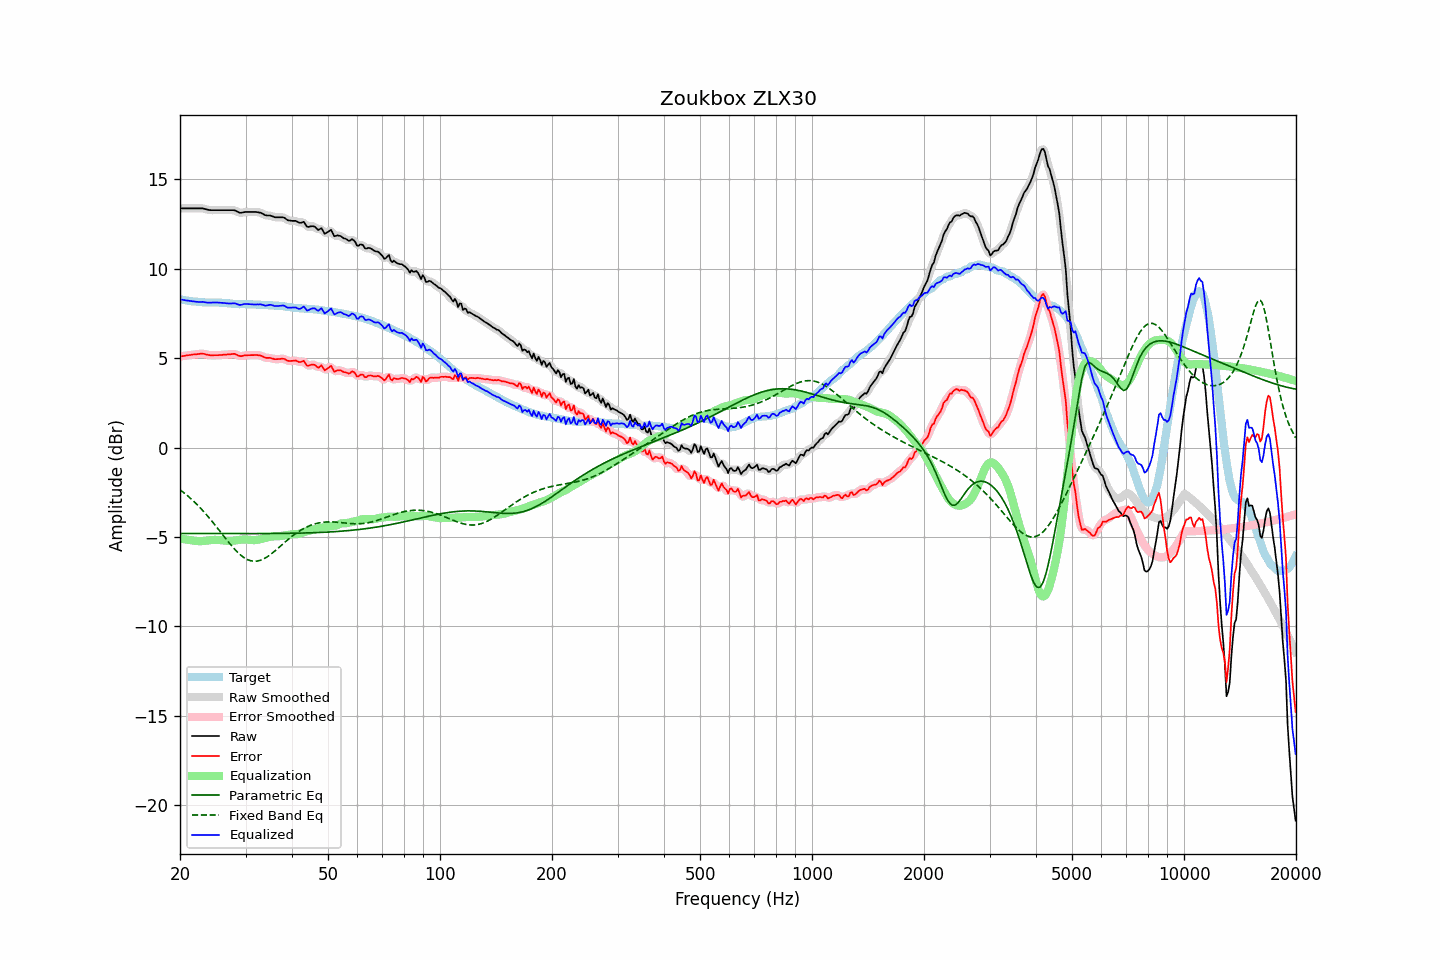 Zoukbox ZLX30
Amplitude (dBr)
15
10
5
0
−5
−10
−15
−20
Target
Raw Smoothed
Error Smoothed
Raw
Error
Equalization
Parametric Eq
Fixed Band Eq
Equalized
20 50 100 200 500 1000 2000 5000 10000 20000
Frequency (Hz)